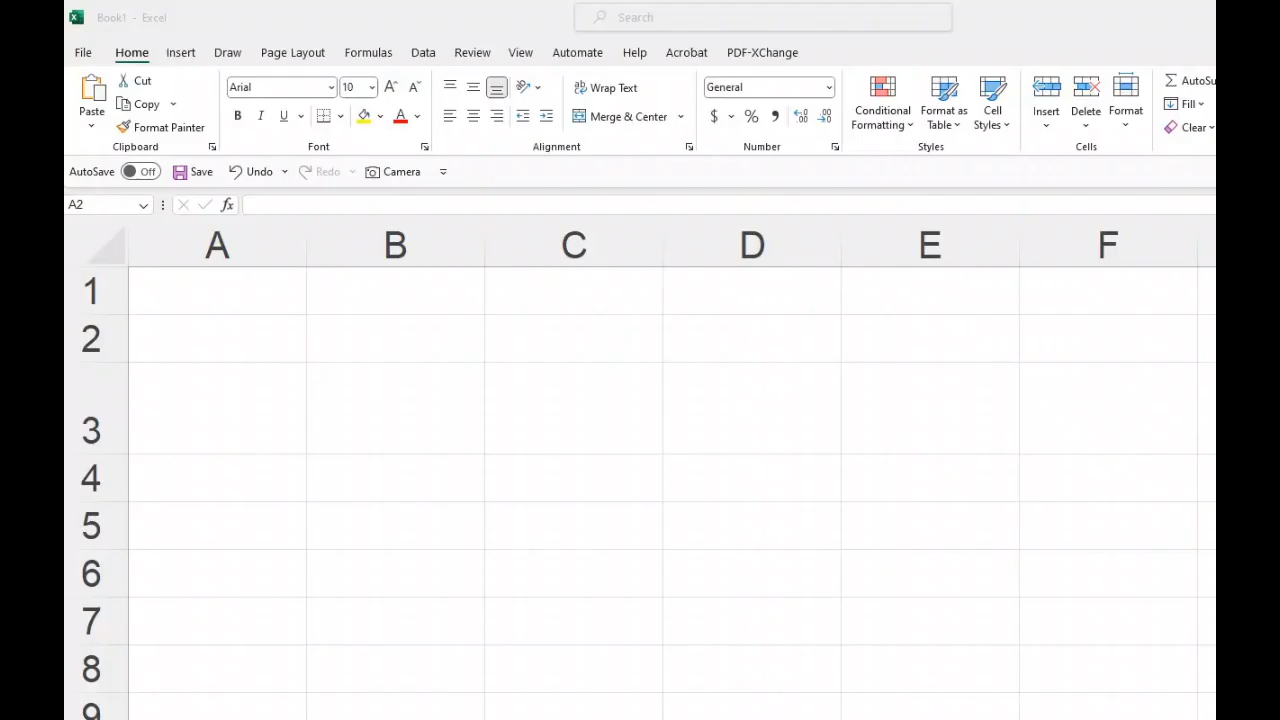 Book1 - Excel
Search
File Home Insert Draw Page Layout Formulas Data Review View Automate Help Acrobat PDF-XChange
Paste
Cut
Copy
Format Painter
Clipboard
Arial 10
B I U
Font
Wrap Text
Merge & Center
Alignment
General
$ % ,
Number
Conditional Formatting
Format as Table
Cell Styles
Styles
Insert
Delete
Format
Cells
AutoSu
Fill
Clear
AutoSave Off Save Undo Redo Camera
A2 fx
A B C D E F
1
2
3
4
5
6
7
8
9